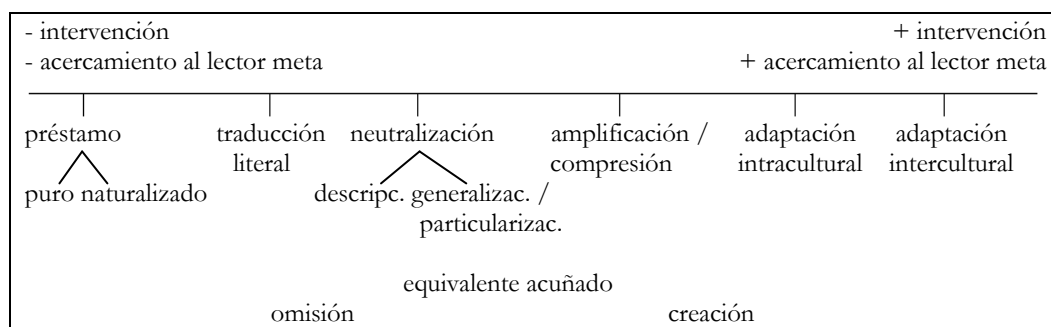 - intervención + intervención
- acercamiento al lector meta + acercamiento al lector meta
préstamo traducción neutralización amplificación / adaptación adaptación
literal compresión intracultural intercultural
puro naturalizado descripc. generalizac. /
particularizac.
equivalente acuñado
omisión creación